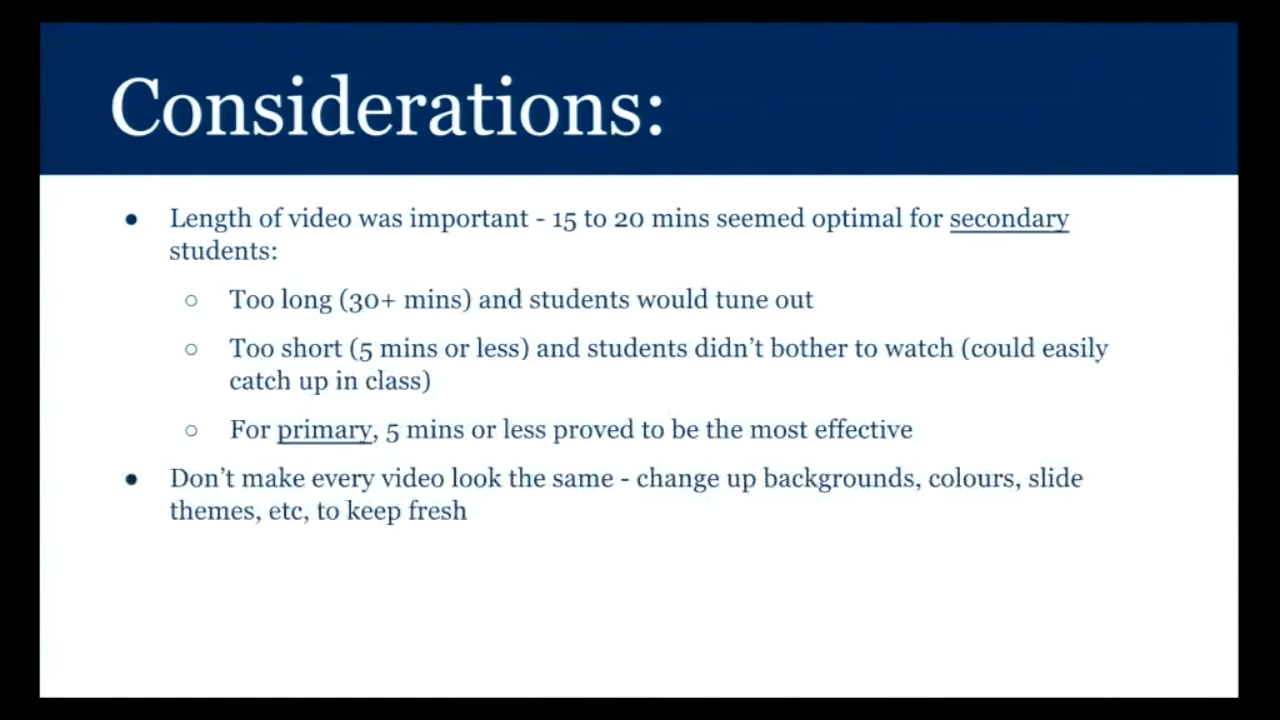 Considerations:
● Length of video was important - 15 to 20 mins seemed optimal for secondary
students:
○ Too long (30+ mins) and students would tune out
○ Too short (5 mins or less) and students didn’t bother to watch (could easily
catch up in class)
○ For primary, 5 mins or less proved to be the most effective
● Don’t make every video look the same - change up backgrounds, colours, slide
themes, etc, to keep fresh